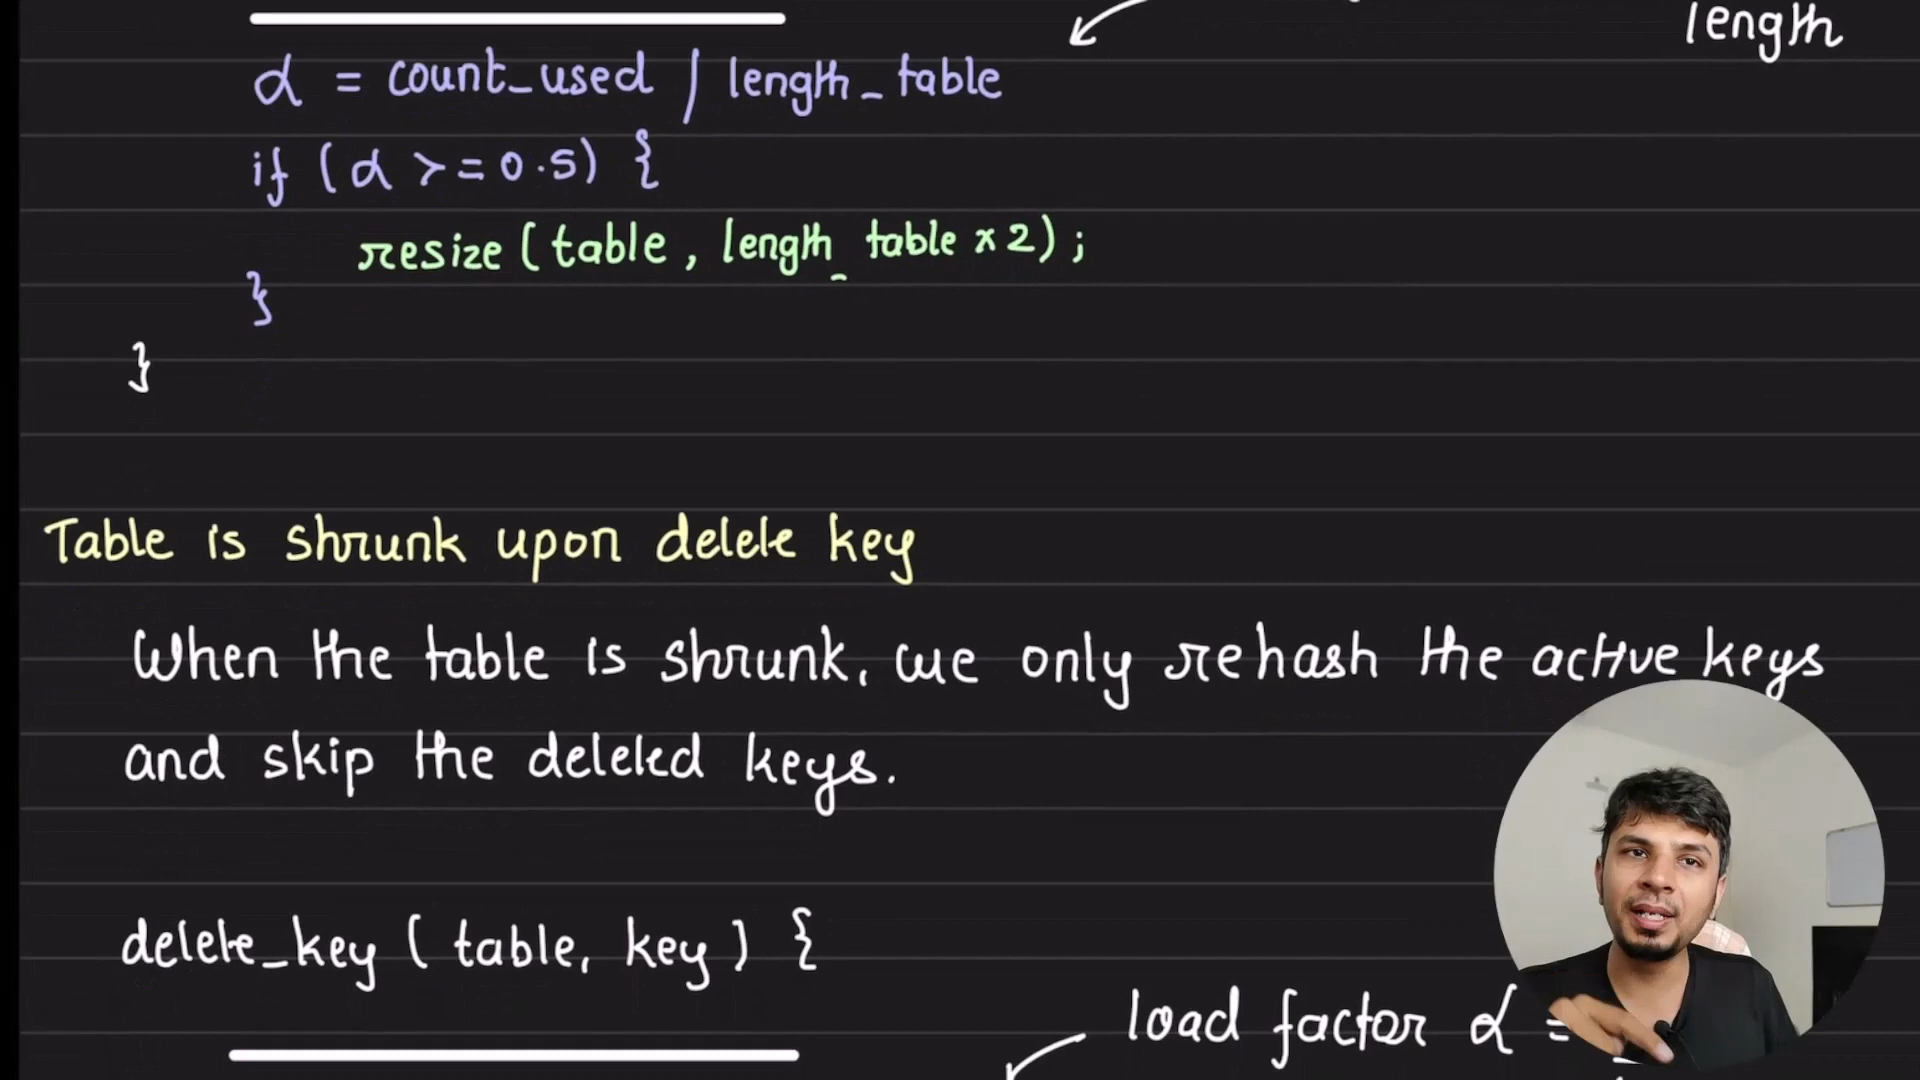 length
α = count_used / length_table
if (α >= 0.5) {
resize (table, length_table x 2);
}
}
Table is shrunk upon delete key
When the table is shrunk, we only rehash the active keys
and skip the deleted keys.
delete_key (table, key) {
load factor α =